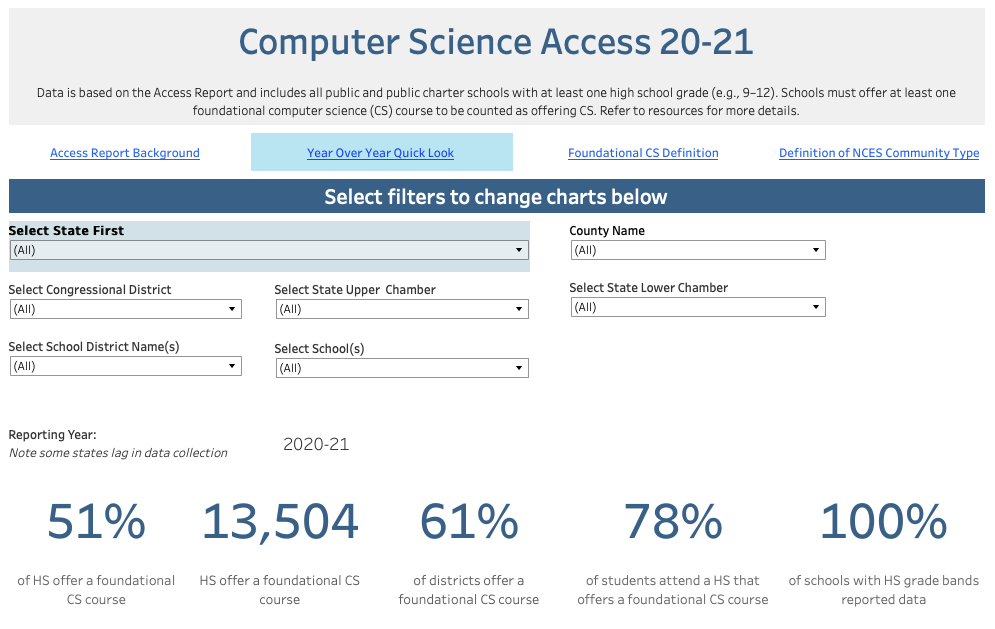 Computer Science Access 20-21
Data is based on the Access Report and includes all public and public charter schools with at least one high school grade (e.g., 9–12). Schools must offer at least one
foundational computer science (CS) course to be counted as offering CS. Refer to resources for more details.
Access Report Background
Year Over Year Quick Look
Foundational CS Definition
Definition of NCES Community Type
Select filters to change charts below
Select State First
(All)
County Name
(All)
Select Congressional District
(All)
Select State Upper Chamber
(All)
Select State Lower Chamber
(All)
Select School District Name(s)
(All)
Select School(s)
(All)
Reporting Year:
Note some states lag in data collection
2020-21
51%
of HS offer a foundational
CS course
13,504
HS offer a foundational CS
course
61%
of districts offer a
foundational CS course
78%
of students attend a HS that
offers a foundational CS course
100%
of schools with HS grade bands
reported data